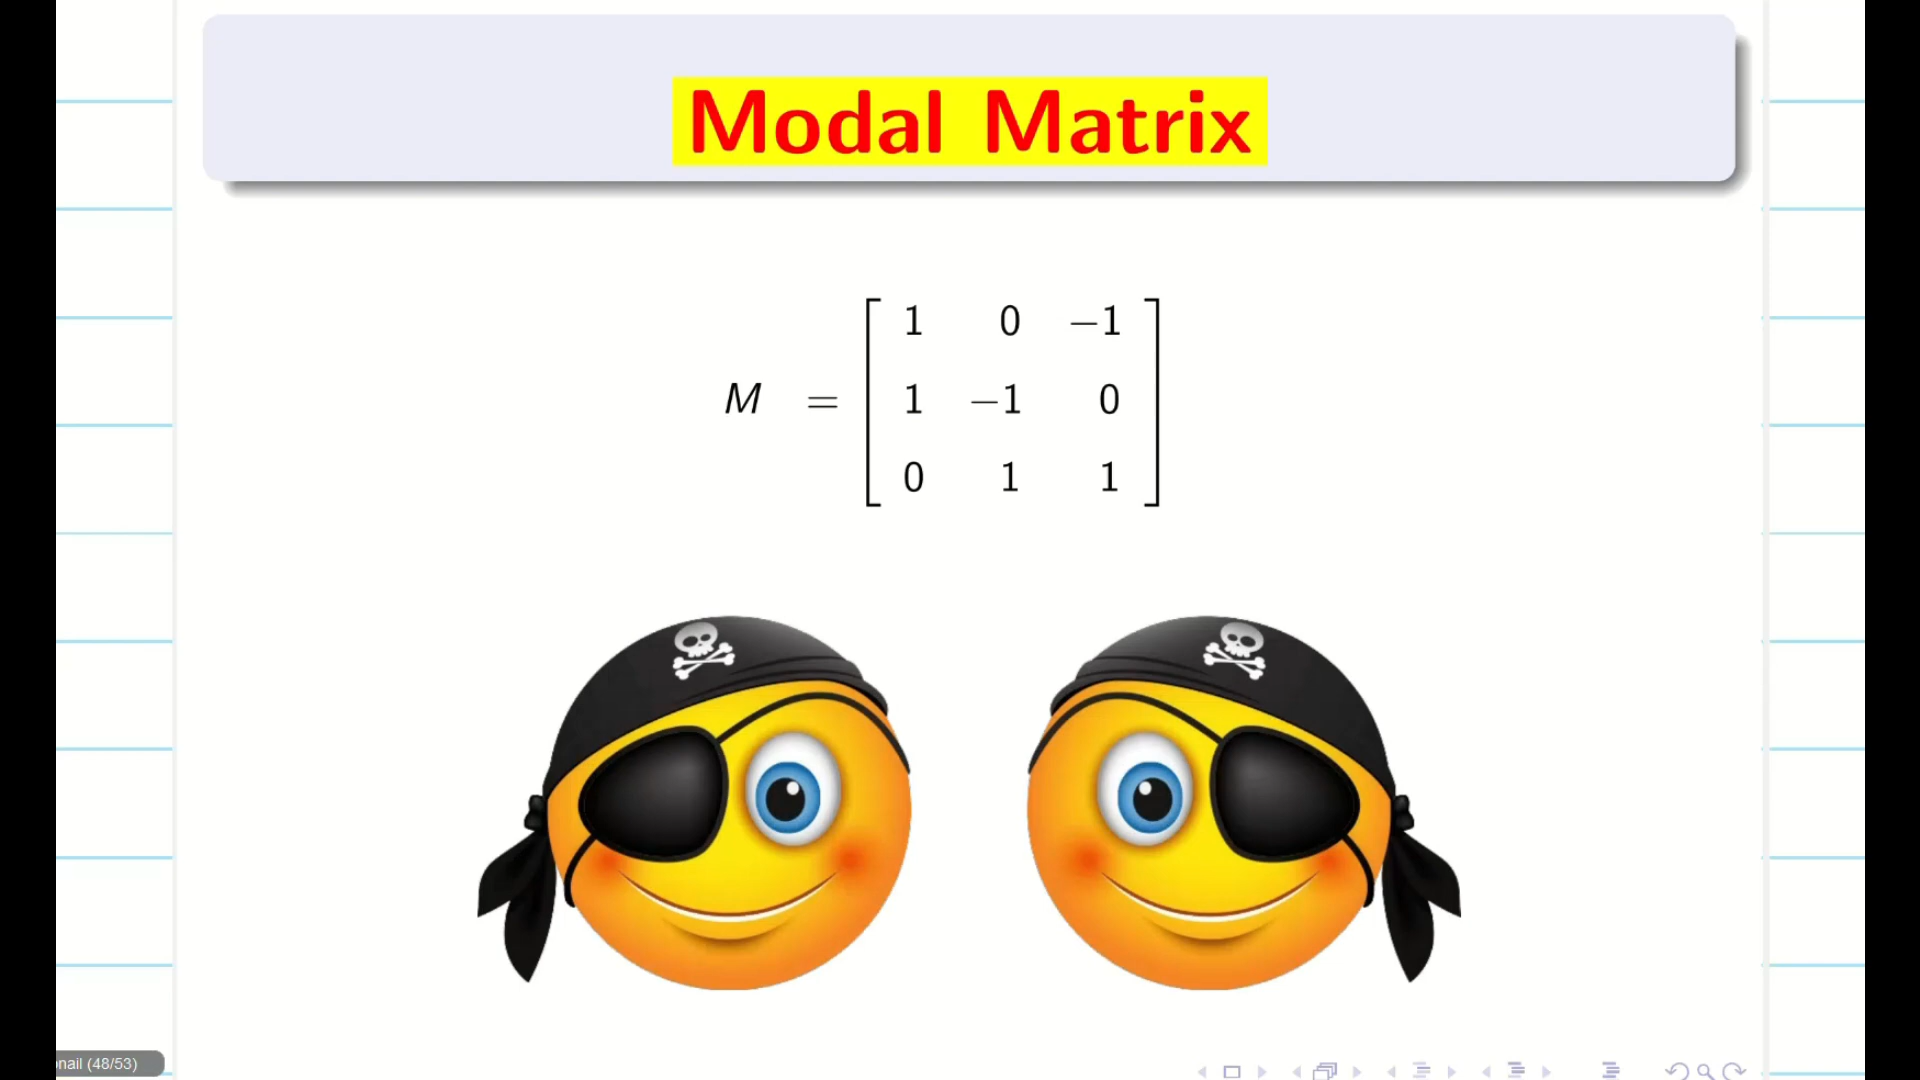 Modal Matrix
1 0 −1
M = 1 −1 0
0 1 1
nail (48/53)